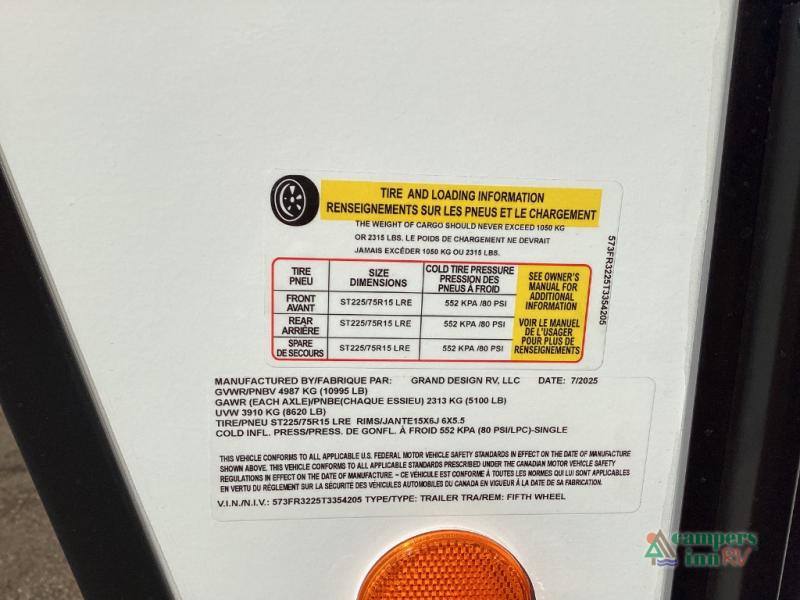 TIRE AND LOADING INFORMATION
RENSEIGNEMENTS SUR LES PNEUS ET LE CHARGEMENT
THE WEIGHT OF CARGO SHOULD NEVER EXCEED 1050 KG
OR 2315 LBS. LE POIDS DE CHARGEMENT NE DEVRAIT
JAMAIS EXCÉDER 1050 KG OU 2315 LBS.
TIRE
PNEU
SIZE
DIMENSIONS
COLD TIRE PRESSURE
PRESSION DES
PNEUS À FROID
FRONT
AVANT
ST225/75R15 LRE
552 KPA /80 PSI
REAR
ARRIÈRE
ST225/75R15 LRE
552 KPA /80 PSI
SPARE
DE SECOURS
ST225/75R15 LRE
552 KPA /80 PSI
SEE OWNER'S
MANUAL FOR
ADDITIONAL
INFORMATION
VOIR LE MANUEL
DE L'USAGER
POUR PLUS DE
RENSEIGNEMENTS
573FR3225T3354205
MANUFACTURED BY/FABRIQUE PAR: GRAND DESIGN RV, LLC DATE: 7/2025
GVWR/PNBV 4987 KG (10995 LB)
GAWR (EACH AXLE)/PNBE(CHAQUE ESSIEU) 2313 KG (5100 LB)
UVW 3910 KG (8620 LB)
TIRE/PNEU ST225/75R15 LRE RIMS/JANTE15X6J 6X5.5
COLD INFL. PRESS/PRESS. DE GONFL. À FROID 552 KPA (80 PSI/LPC)-SINGLE
THIS VEHICLE CONFORMS TO ALL APPLICABLE U.S. FEDERAL MOTOR VEHICLE SAFETY STANDARDS IN EFFECT ON THE DATE OF MANUFACTURE
SHOWN ABOVE. THIS VEHICLE CONFORMS TO ALL APPLICABLE STANDARDS PRESCRIBED UNDER THE CANADIAN MOTOR VEHICLE SAFETY
REGULATIONS IN EFFECT ON THE DATE OF MANUFACTURE. – CE VÉHICULE EST CONFORME À TOUTES LES NORMES QUI LUI SONT APPLICABLES
EN VERTU DU RÈGLEMENT SUR LA SÉCURITÉ DES VÉHICULES AUTOMOBILES DU CANADA EN VIGUEUR À LA DATE DE SA FABRICATION.
V.I.N./N.I.V.: 573FR3225T3354205 TYPE/TYPE: TRAILER TRA/REM: FIFTH WHEEL
campers
inn RV